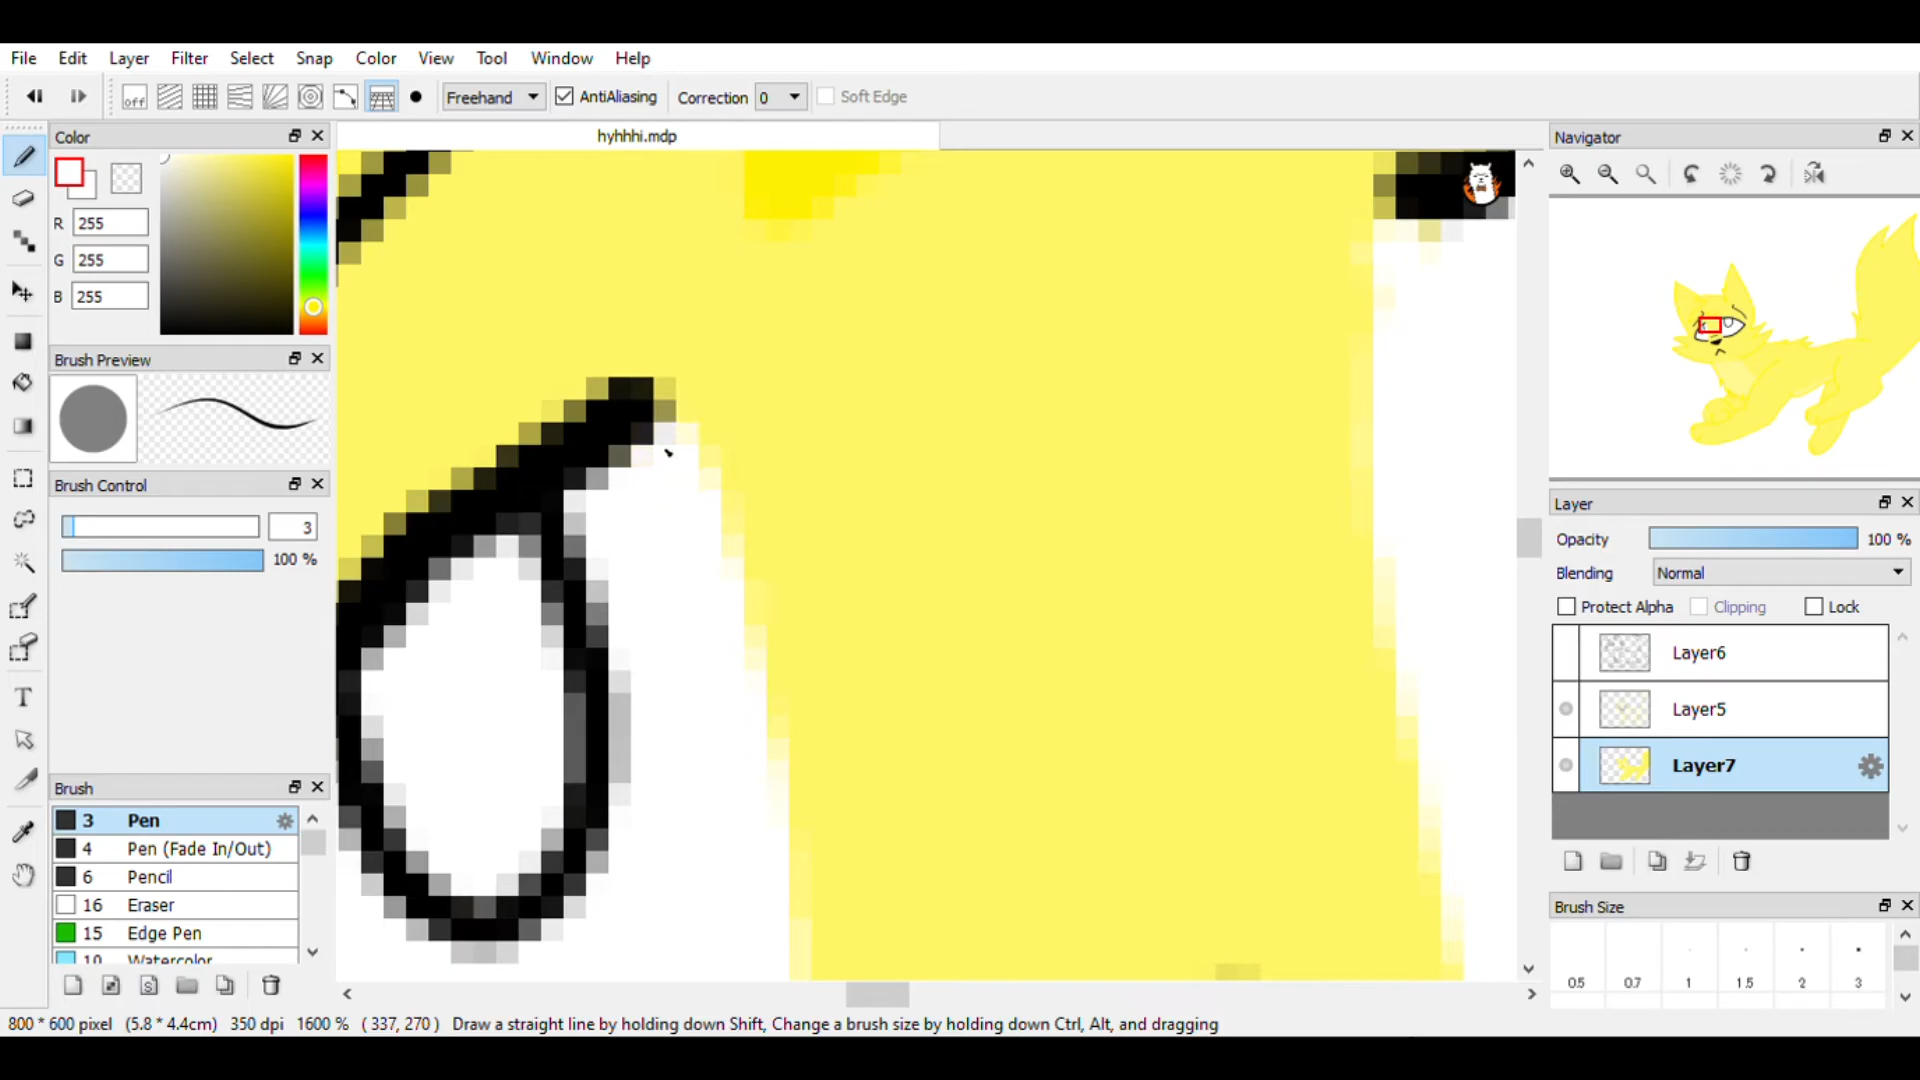 File Edit Layer Filter Select Snap Color View Tool Window Help
off Freehand AntiAliasing Correction 0 Soft Edge
Color
hyhhhi.mdp
Navigator
R 255
G 255
B 255
Brush Preview
Brush Control
3
100 %
Layer
Opacity 100 %
Blending Normal
Protect Alpha Clipping Lock
Layer6
Layer5
Layer7
Brush
3 Pen
4 Pen (Fade In/Out)
6 Pencil
16 Eraser
15 Edge Pen
10 Watercolor
Brush Size
0.5 0.7 1 1.5 2 3
800 * 600 pixel (5.8 * 4.4cm) 350 dpi 1600 % ( 337, 270 ) Draw a straight line by holding down Shift, Change a brush size by holding down Ctrl, Alt, and dragging